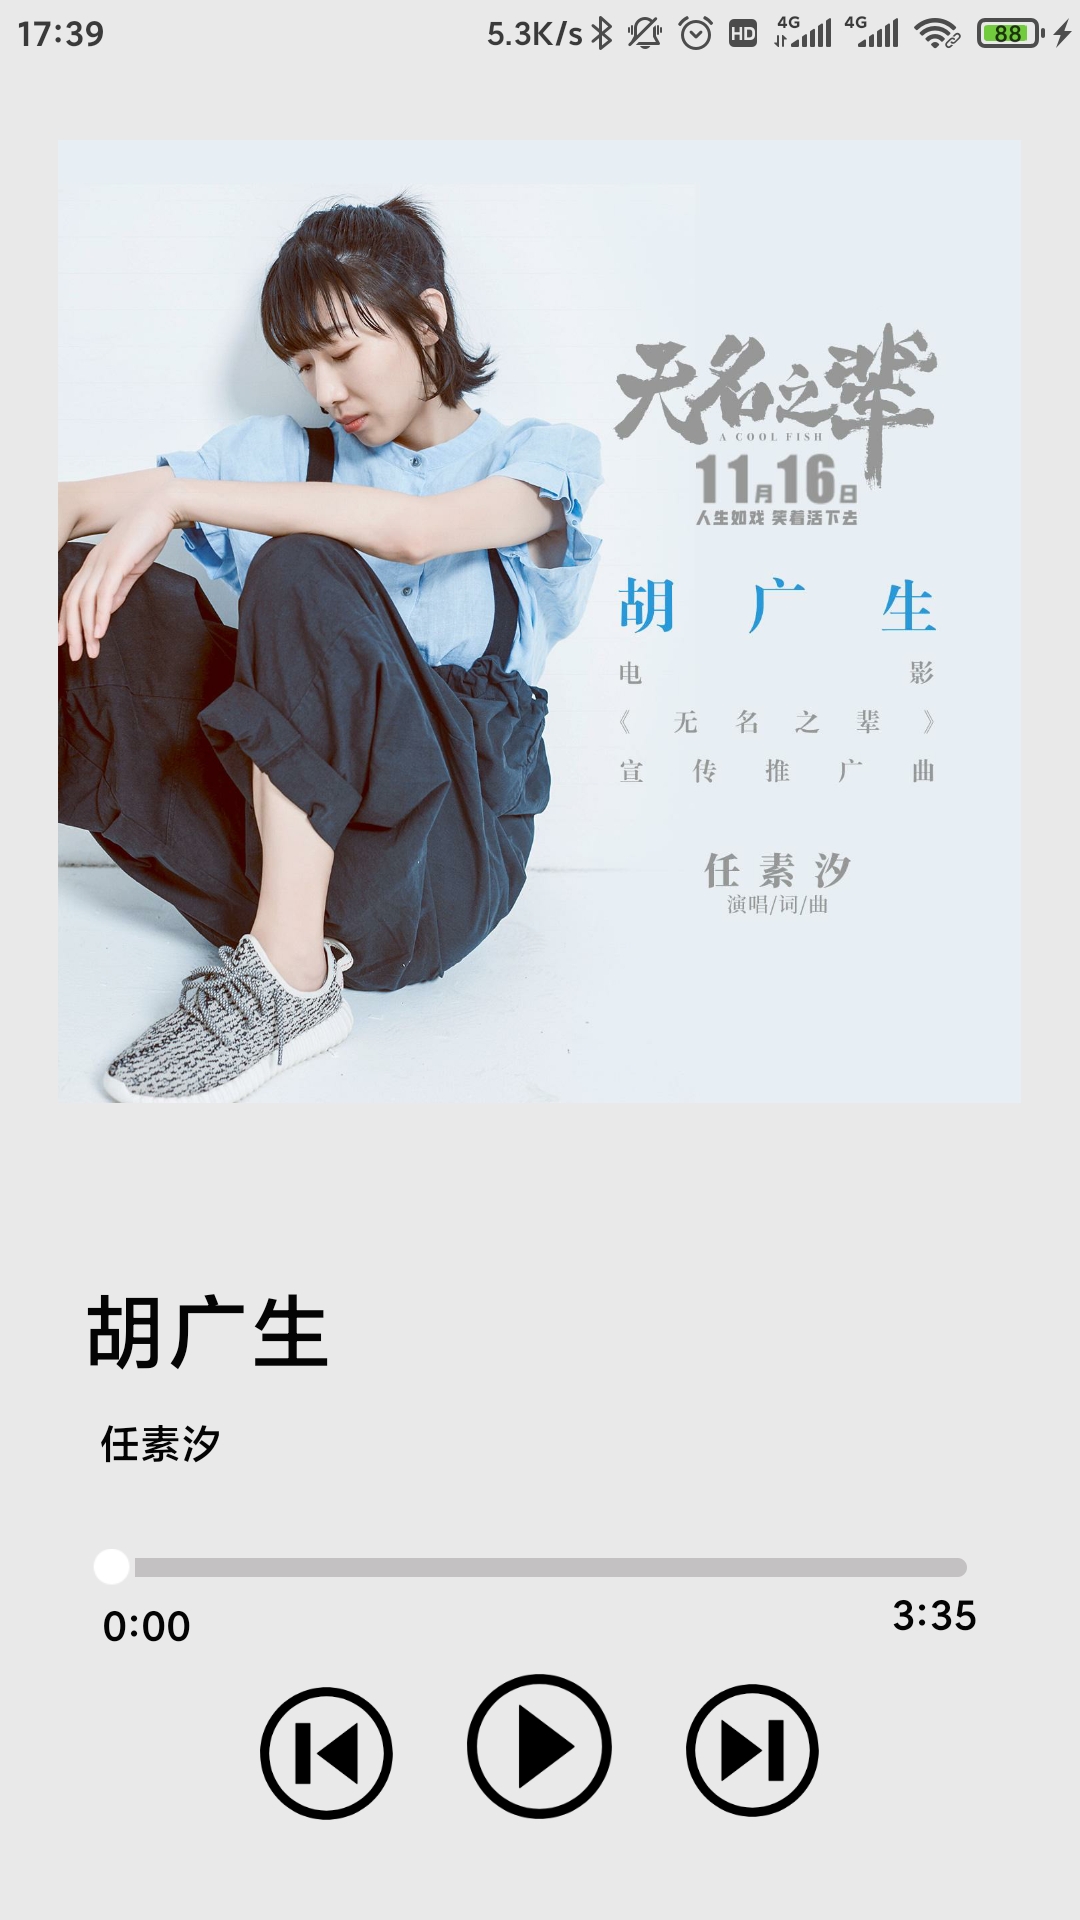 17:39 5.3K/s HD 4G 4G 88
无名之辈
A COOL FISH
11月16日
人生如戏 笑着活下去
胡广生
电影
《无名之辈》
宣传推广曲
任素汐
演唱/词/曲
胡广生
任素汐
0:00 3:35